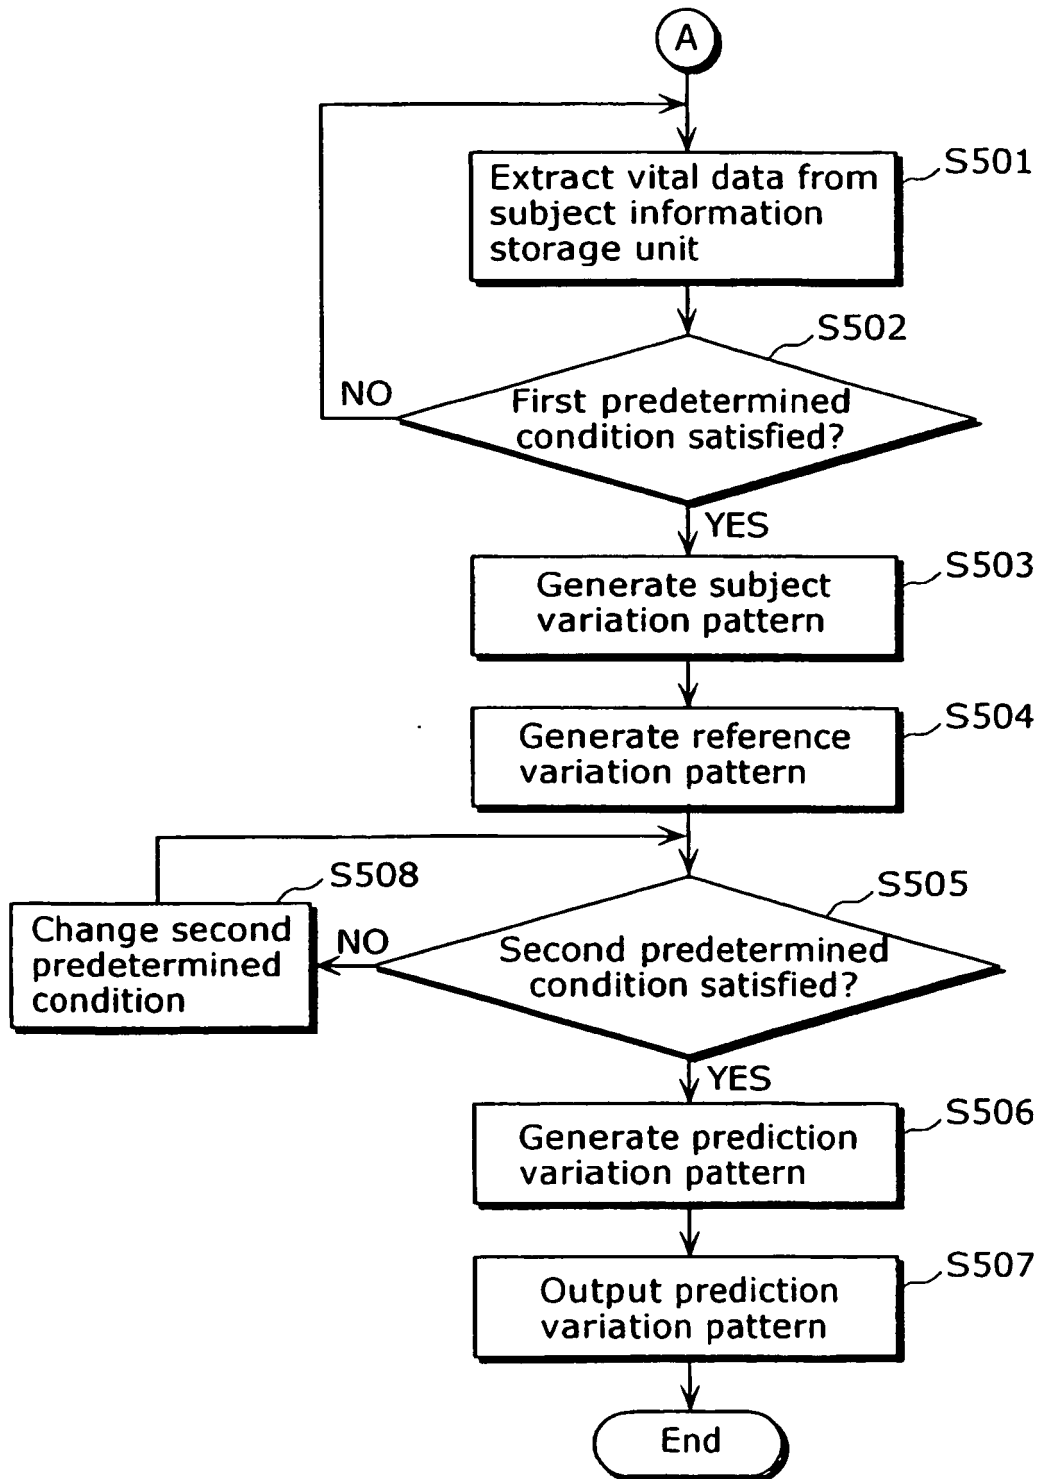 A
S501
Extract vital data from
subject information
storage unit
S502
NO
First predetermined
condition satisfied?
YES
S503
Generate subject
variation pattern
S504
Generate reference
variation pattern
S508
S505
Change second
predetermined
condition
NO
Second predetermined
condition satisfied?
YES
S506
Generate prediction
variation pattern
S507
Output prediction
variation pattern
End